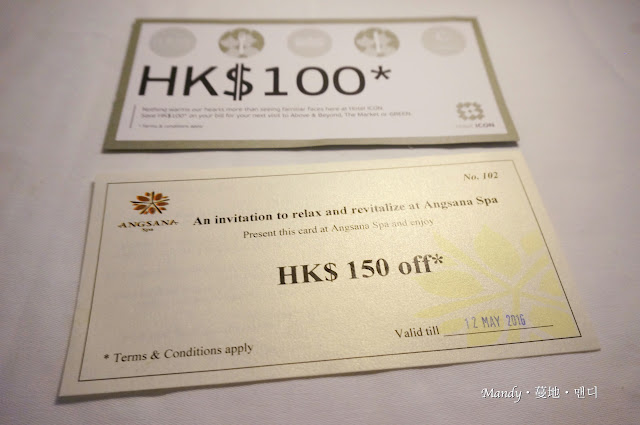 HK$100*
Nothing warms our hearts more than seeing familiar faces here at Hotel ICON.
Save HK$100* on your bill for your next visit to Above & Beyond, The Market or GREEN.
* Terms & conditions apply
ICON
No. 102
ANGSANA
Spa
An invitation to relax and revitalize at Angsana Spa
Present this card at Angsana Spa and enjoy
HK$ 150 off*
Valid till 12 MAY 2016
* Terms & Conditions apply
Mandy・蔓地・맨디